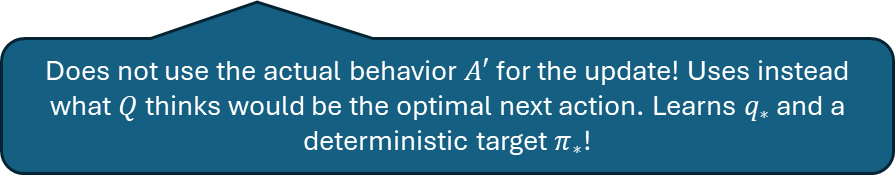 Does not use the actual behavior 𝐴′ for the update! Uses instead
what 𝑄 thinks would be the optimal next action. Learns 𝑞∗ and a
deterministic target 𝜋∗!